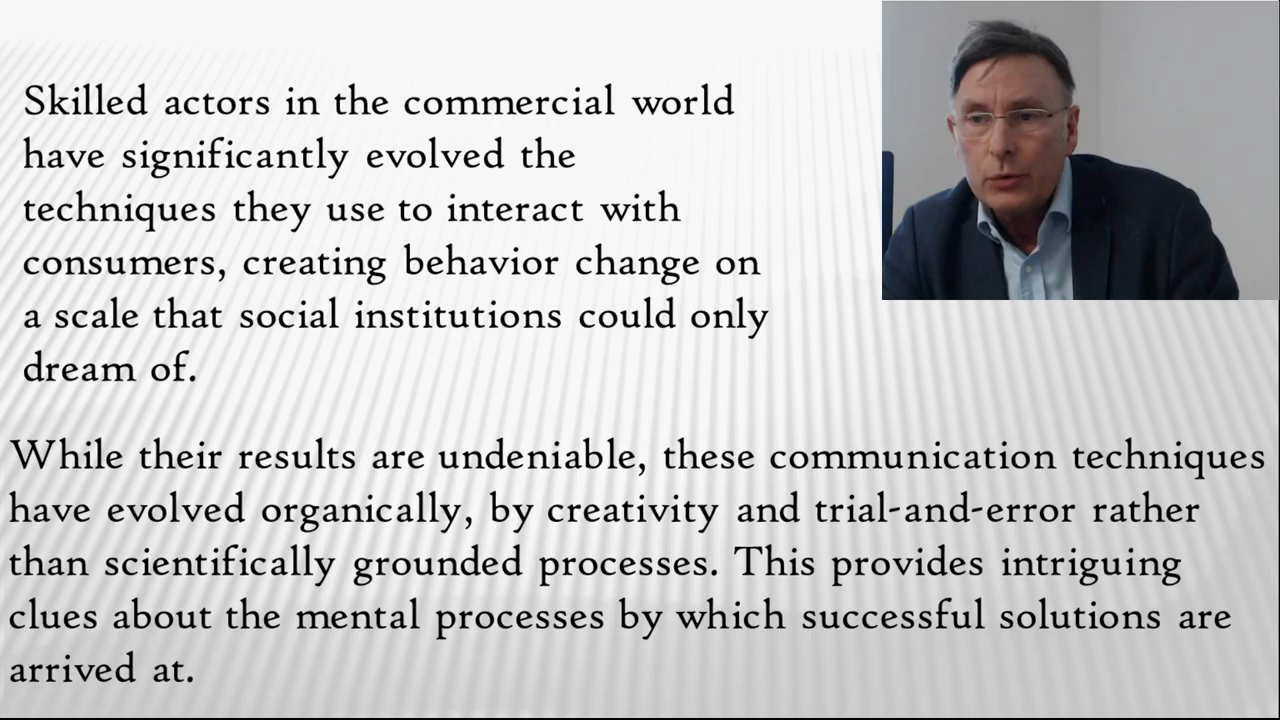 Skilled actors in the commercial world
have significantly evolved the
techniques they use to interact with
consumers, creating behavior change on
a scale that social institutions could only
dream of.
While their results are undeniable, these communication techniques
have evolved organically, by creativity and trial-and-error rather
than scientifically grounded processes. This provides intriguing
clues about the mental processes by which successful solutions are
arrived at.